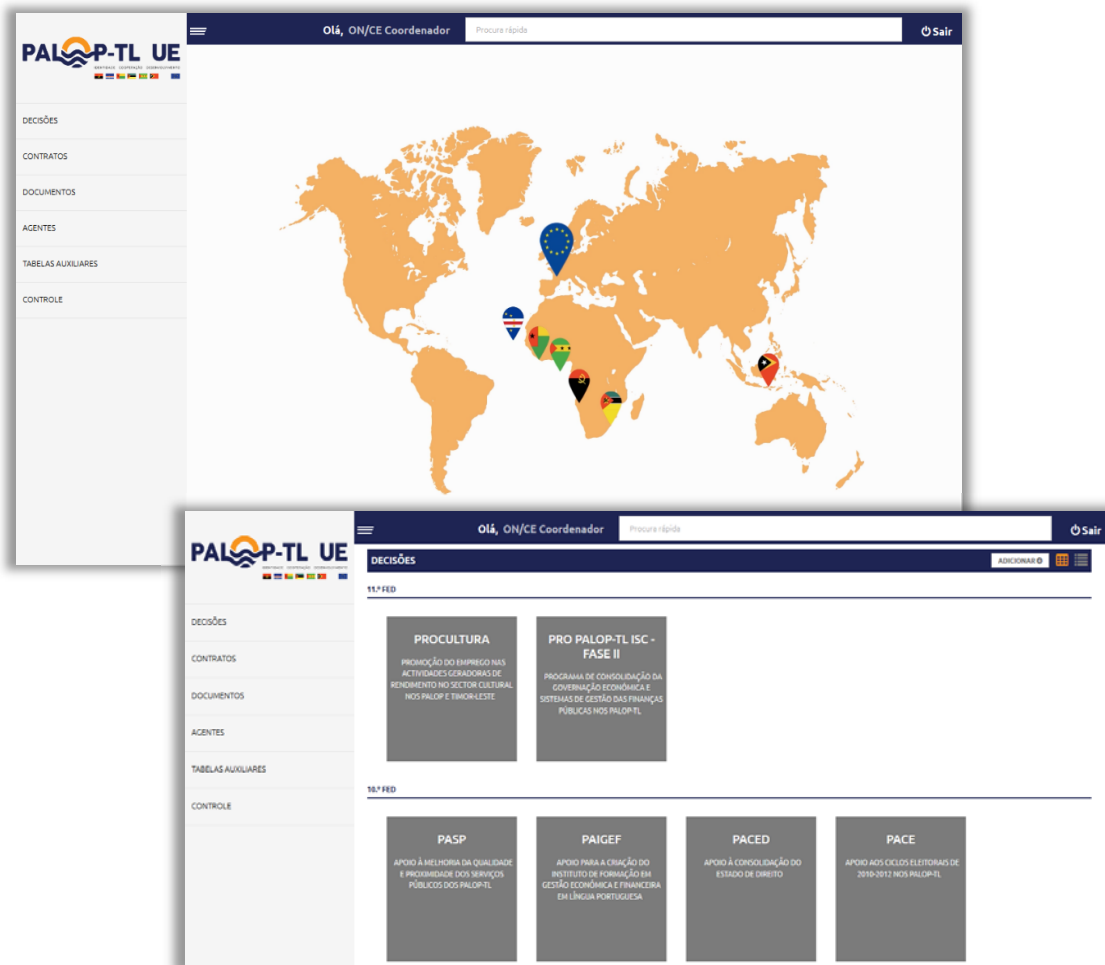 PALOP-TL UE
IDENTIDADE COOPERAÇÃO DESENVOLVIMENTO
Olá, ON/CE Coordenador
Procura rápida
Sair
DECISÕES
CONTRATOS
DOCUMENTOS
AGENTES
TABELAS AUXILIARES
CONTROLE
PALOP-TL UE
IDENTIDADE COOPERAÇÃO DESENVOLVIMENTO
Olá, ON/CE Coordenador
Procura rápida
Sair
DECISÕES
CONTRATOS
DOCUMENTOS
AGENTES
TABELAS AUXILIARES
CONTROLE
DECISÕES
ADICIONAR
11.º FED
PROCULTURA
PROMOÇÃO DO EMPREGO NAS
ACTIVIDADES GERADORAS DE
RENDIMENTO NO SECTOR CULTURAL
NOS PALOP E TIMOR-LESTE
PRO PALOP-TL ISC -
FASE II
PROGRAMA DE CONSOLIDAÇÃO DA
GOVERNAÇÃO ECONÓMICA E
SISTEMAS DE GESTÃO DAS FINANÇAS
PÚBLICAS NOS PALOP-TL
10.º FED
PASP
APOIO À MELHORIA DA QUALIDADE
E PROXIMIDADE DOS SERVIÇOS
PÚBLICOS DOS PALOP-TL
PAIGEF
APOIO PARA A CRIAÇÃO DO
INSTITUTO DE FORMAÇÃO EM
GESTÃO ECONÓMICA E FINANCEIRA
EM LÍNGUA PORTUGUESA
PACED
APOIO À CONSOLIDAÇÃO DO
ESTADO DE DIREITO
PACE
APOIO AOS CICLOS ELEITORAIS DE
2010-2012 NOS PALOP-TL